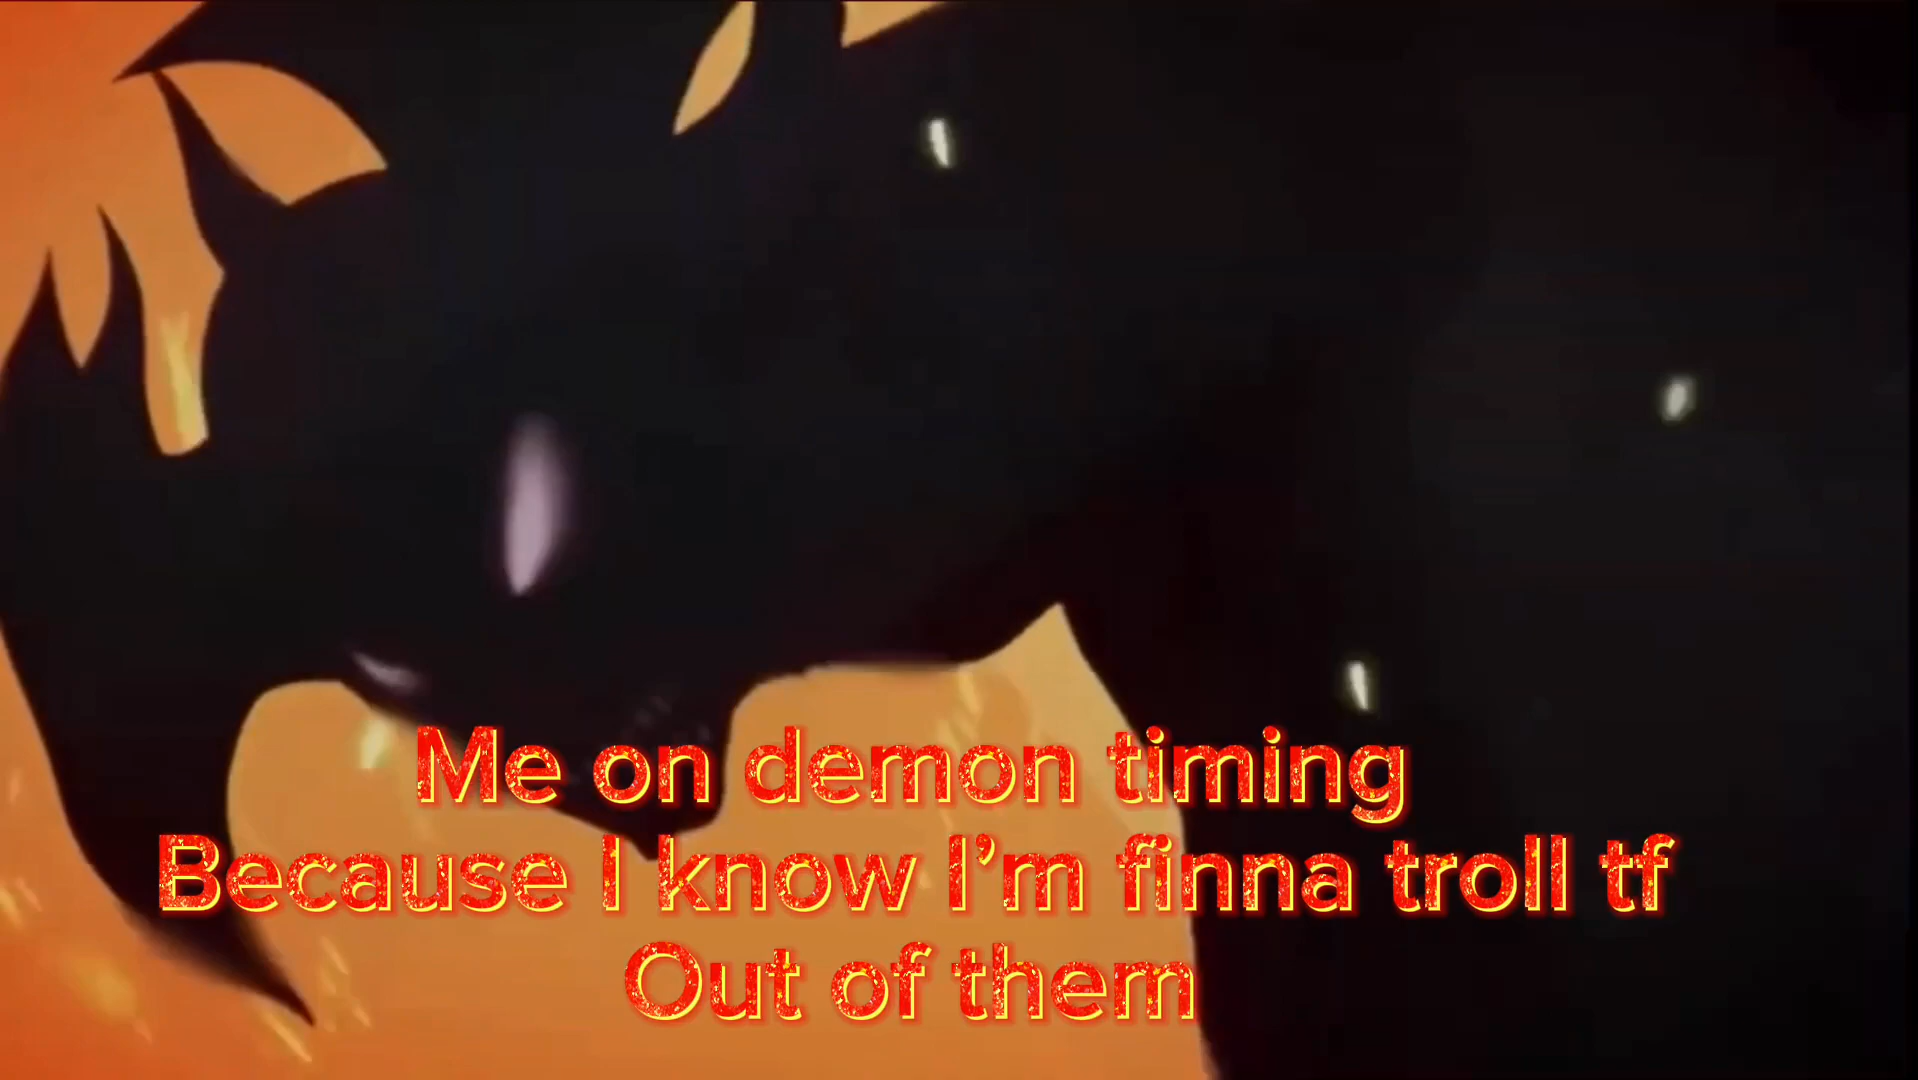 Me on demon timing
Because I know I’m finna troll tf
Out of them